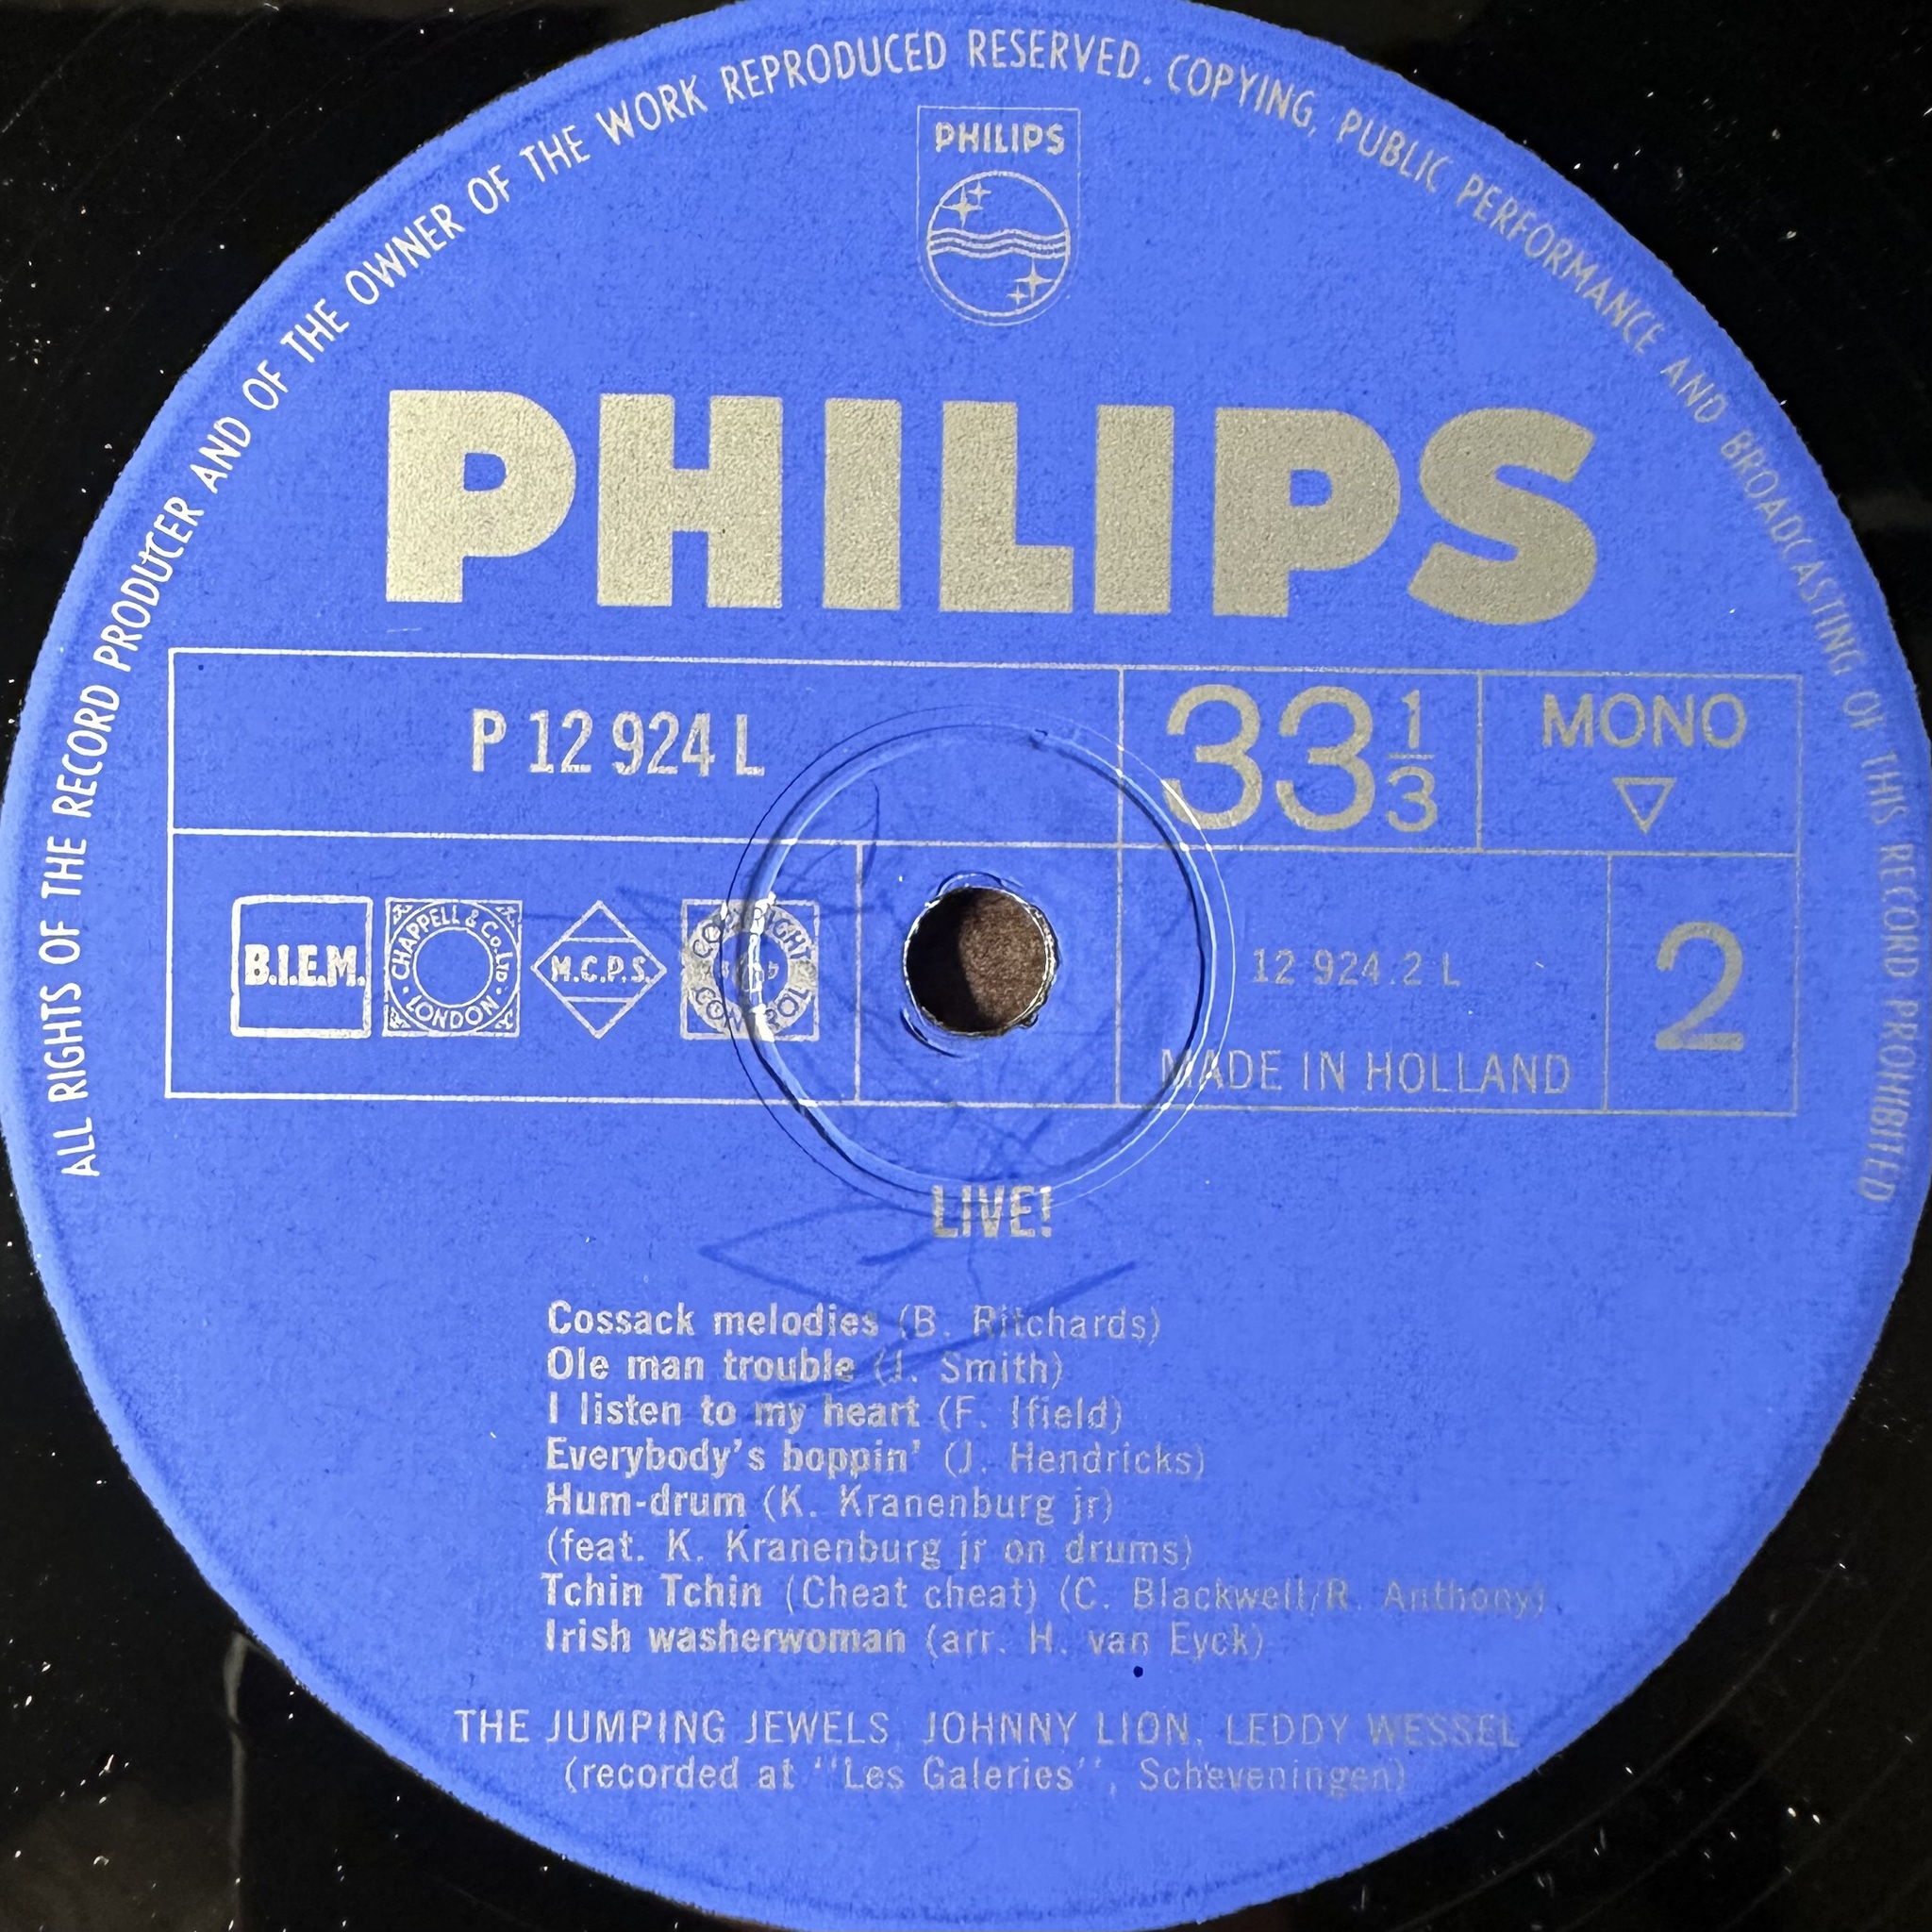 ALL RIGHTS OF THE RECORD PRODUCER AND OF THE OWNER OF THE WORK REPRODUCED RESERVED. COPYING, PUBLIC PERFORMANCE AND BROADCASTING OF THIS RECORD PROHIBITED
PHILIPS
PHILIPS
P 12 924 L
33 1/3
MONO
B.I.E.M.
CHAPPELL & Co. LTD · LONDON ·
M.C.P.S.
COPYRIGHT CONTROL
12 924.2 L
MADE IN HOLLAND
2
LIVE!
Cossack melodies (B. Ritchards)
Ole man trouble (J. Smith)
I listen to my heart (F. Ifield)
Everybody's boppin' (J. Hendricks)
Hum-drum (K. Kranenburg jr)
(feat. K. Kranenburg jr on drums)
Tchin Tchin (Cheat cheat) (C. Blackwell/R. Anthony)
Irish washerwoman (arr. H. van Eyck)
THE JUMPING JEWELS, JOHNNY LION, LEDDY WESSEL
(recorded at "Les Galeries", Scheveningen)